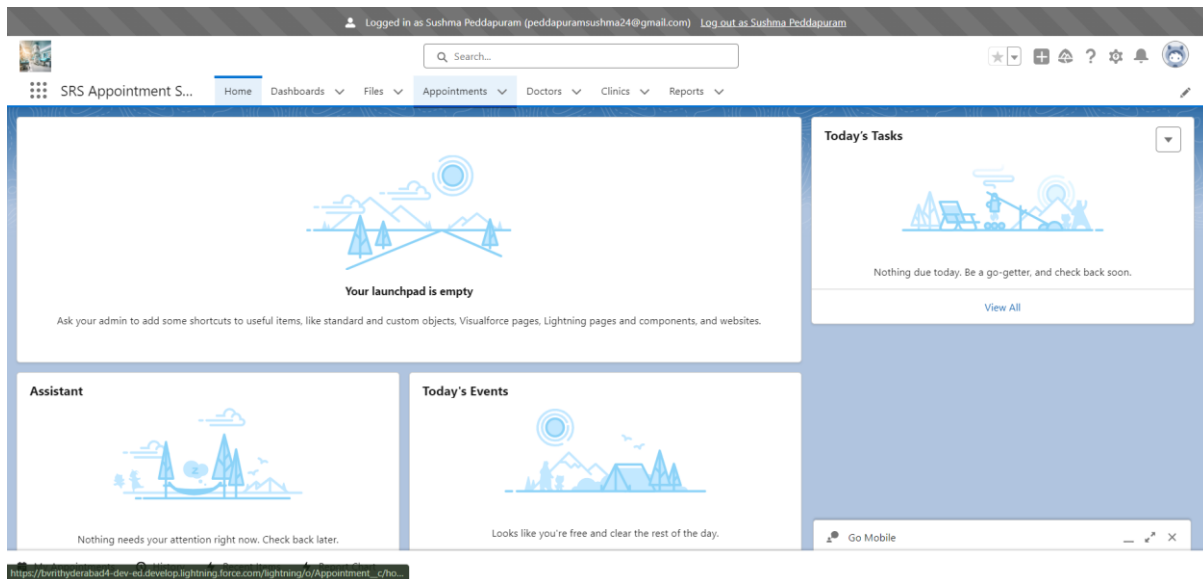 Logged in as Sushma Peddapuram (peddapuramsushma24@gmail.com) Log out as Sushma Peddapuram
Search...
SRS Appointment S... Home Dashboards Files Appointments Doctors Clinics Reports
Your launchpad is empty
Ask your admin to add some shortcuts to useful items, like standard and custom objects, Visualforce pages, Lightning pages and components, and websites.
Today's Tasks
Nothing due today. Be a go-getter, and check back soon.
View All
Assistant
Nothing needs your attention right now. Check back later.
Today's Events
Looks like you're free and clear the rest of the day.
Go Mobile
https://bvrithyderabad4-dev-ed.develop.lightning.force.com/lightning/o/Appointment__c/ho...